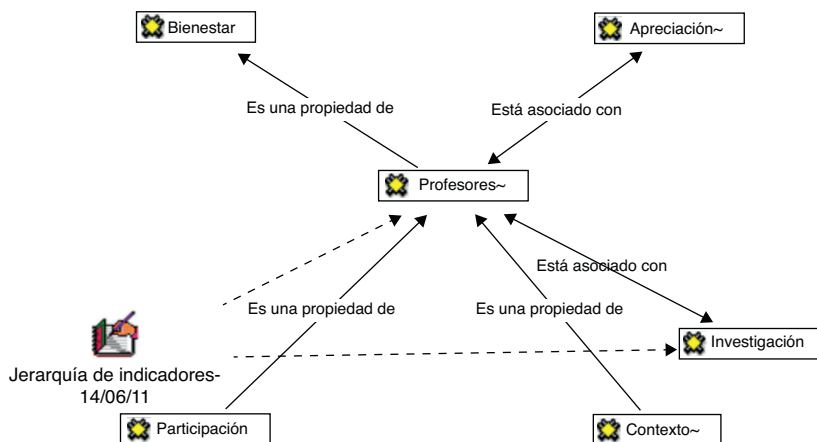 Bienestar
Apreciación~
Es una propiedad de
Está asociado con
Profesores~
Está asociado con
Es una propiedad de
Es una propiedad de
Investigación
Jerarquía de indicadores-
14/06/11
Participación
Contexto~